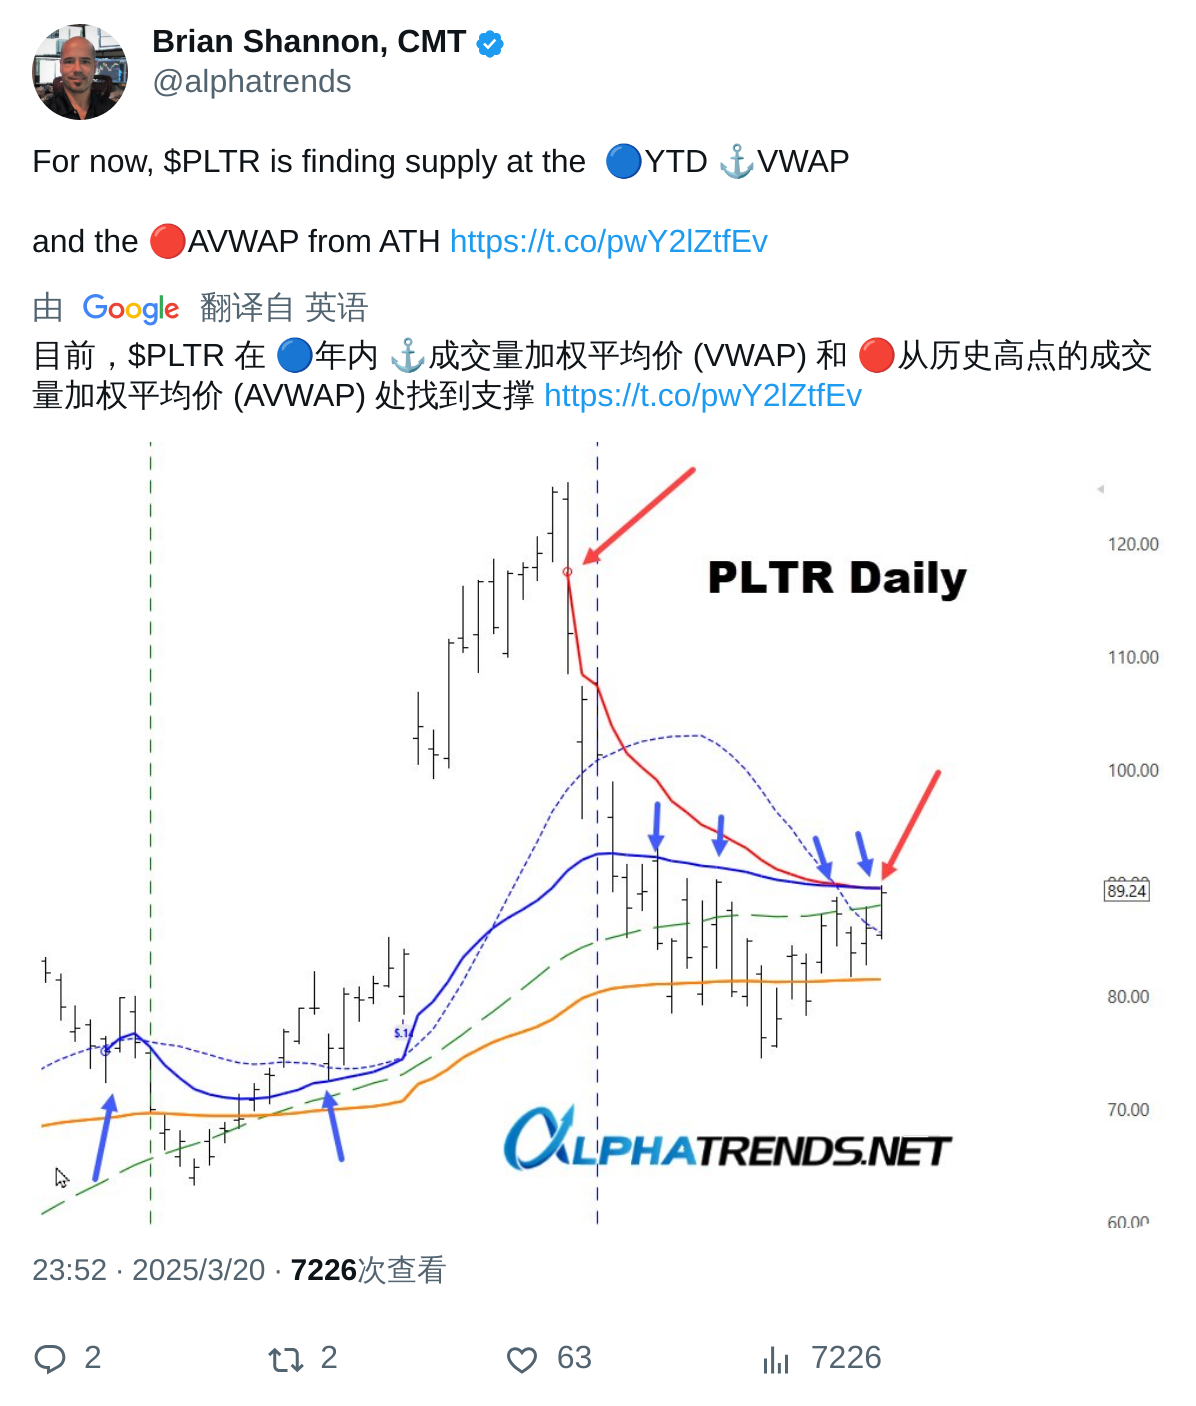 Brian Shannon, CMT
@alphatrends
For now, $PLTR is finding supply at the 🔵YTD ⚓VWAP
and the 🔴AVWAP from ATH https://t.co/pwY2lZtfEv
由 Google 翻译自 英语
目前，$PLTR 在 🔵年内 ⚓成交量加权平均价 (VWAP) 和 🔴从历史高点的成交
量加权平均价 (AVWAP) 处找到支撑 https://t.co/pwY2lZtfEv
120.00
PLTR Daily
110.00
100.00
89.24
80.00
5.14
70.00
ALPHATRENDS.NET
60.00
23:52 · 2025/3/20 · 7226次查看
2 2 63 7226